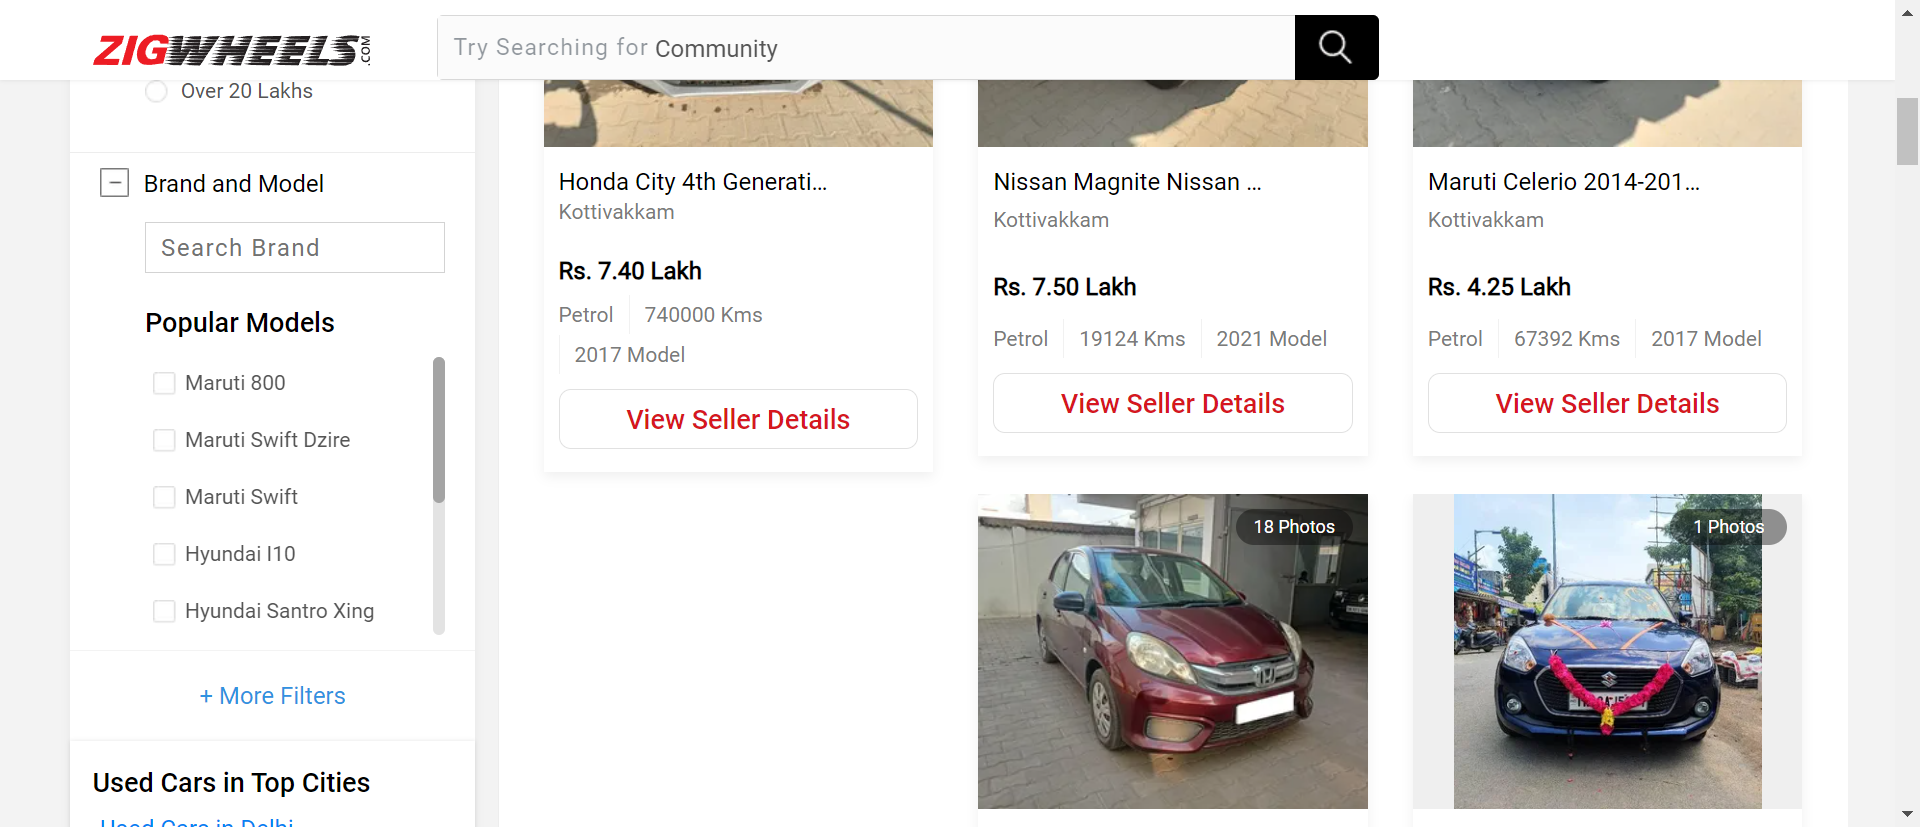 ZIGWHEELS.COM
Try Searching for Community
Over 20 Lakhs
Brand and Model
Search Brand
Popular Models
Maruti 800
Maruti Swift Dzire
Maruti Swift
Hyundai I10
Hyundai Santro Xing
+ More Filters
Used Cars in Top Cities
Used Cars in Delhi
Honda City 4th Generati...
Kottivakkam
Rs. 7.40 Lakh
Petrol 740000 Kms
2017 Model
View Seller Details
Nissan Magnite Nissan ...
Kottivakkam
Rs. 7.50 Lakh
Petrol 19124 Kms 2021 Model
View Seller Details
Maruti Celerio 2014-201...
Kottivakkam
Rs. 4.25 Lakh
Petrol 67392 Kms 2017 Model
View Seller Details
18 Photos
1 Photos